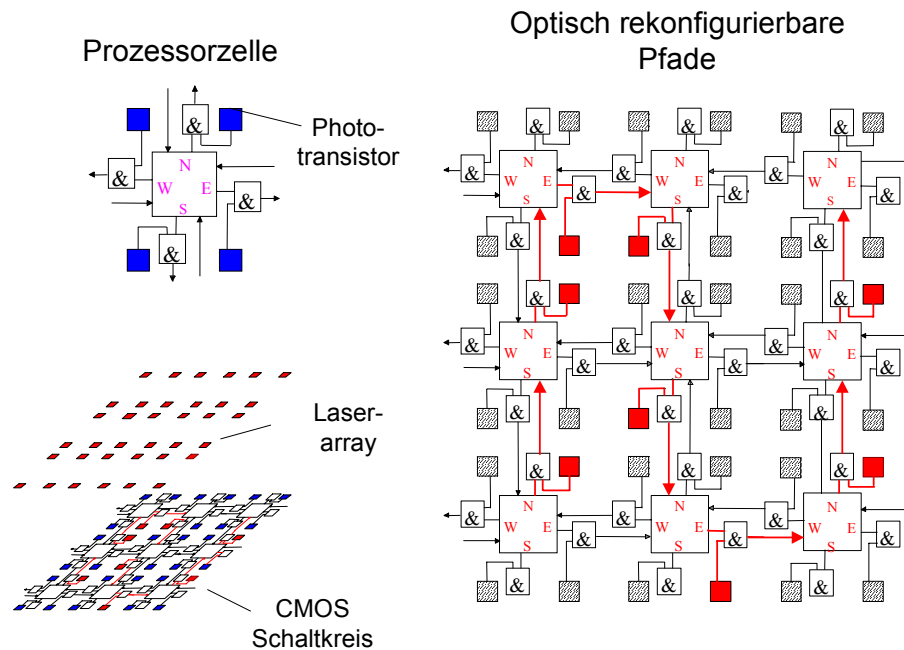 Prozessorzelle
Optisch rekonfigurierbare
Pfade
Photo-
transistor
&
N
& W E &
S
&
Laser-
array
CMOS
Schaltkreis
& & &
N N N
& W E & & W E & & W E &
S S S
& & &
& & &
N N N
& W E & & W E & & W E &
S S S
& & &
& & &
N N N
& W E & & W E & & W E &
S S S
& & &